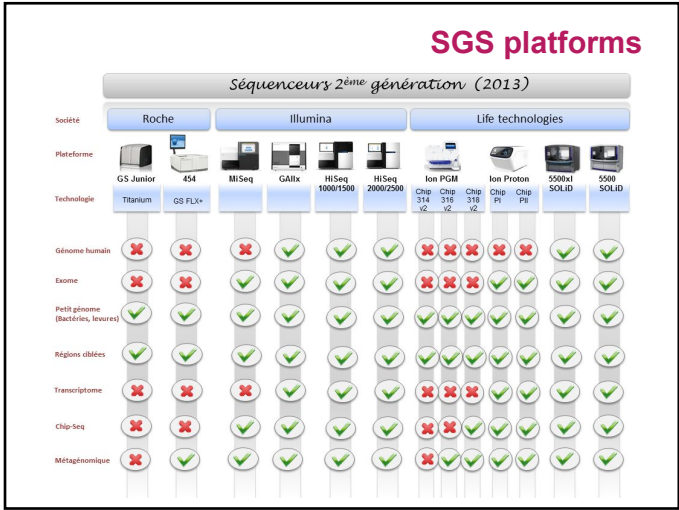 SGS platforms
Séquenceurs 2ème génération (2013)
Société Roche Illumina Life technologies
Plateforme
GS Junior 454 MiSeq GAIIx HiSeq 1000/1500 HiSeq 2000/2500 Ion PGM Ion Proton 5500xl SOLiD 5500 SOLiD
Technologie Titanium GS FLX+ Chip 314 v2 Chip 316 v2 Chip 318 v2 Chip PI Chip PII
Génome humain
Exome
Petit génome
(Bactéries, levures)
Régions ciblées
Transcriptome
Chip-Seq
Métagénomique